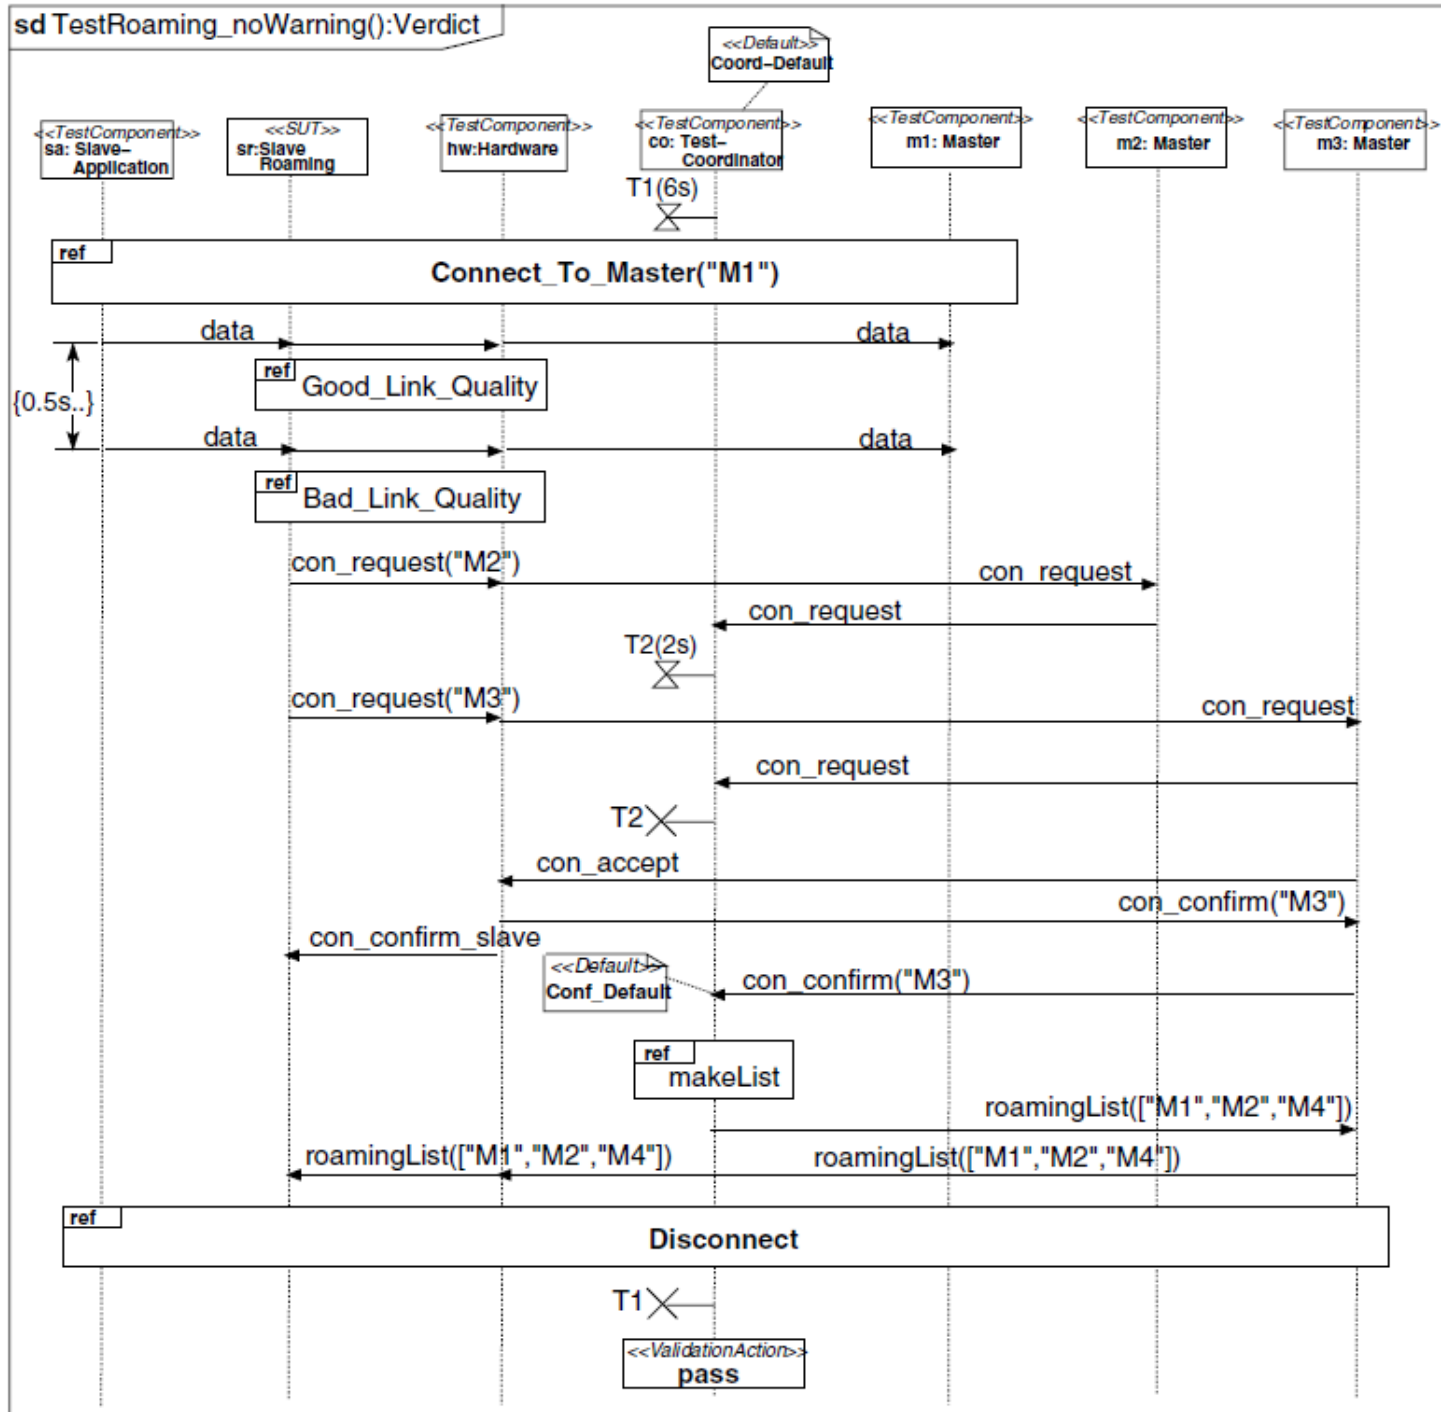 sd TestRoaming_noWarning():Verdict
<<Default>>
Coord-Default
<<TestComponent>>
sa: Slave-
Application
<<SUT>>
sr:Slave
Roaming
<<TestComponent>>
hw:Hardware
<<TestComponent>>
co: Test-
Coordinator
<<TestComponent>>
m1: Master
<<TestComponent>>
m2: Master
<<TestComponent>>
m3: Master
T1(6s)
ref
Connect_To_Master("M1")
data
data
ref
Good_Link_Quality
{0.5s..}
data
data
ref
Bad_Link_Quality
con_request("M2")
con_request
con_request
T2(2s)
con_request("M3")
con_request
con_request
T2
con_accept
con_confirm("M3")
con_confirm_slave
<<Default>>
Conf_Default
con_confirm("M3")
ref
makeList
roamingList(["M1","M2","M4"])
roamingList(["M1","M2","M4"])
roamingList(["M1","M2","M4"])
ref
Disconnect
T1
<<ValidationAction>>
pass